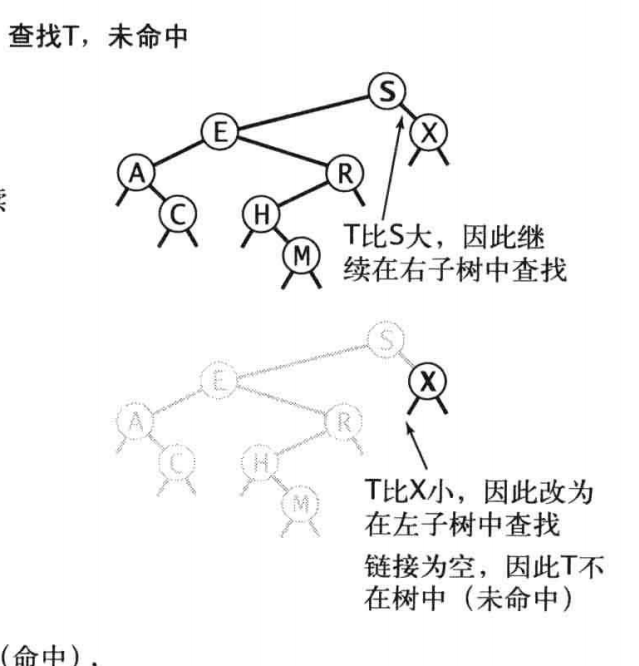 查找T，未命中
S
E
X
A
R
C
H
M
T比S大，因此继
续在右子树中查找
S
E
X
A
R
C
H
M
T比X小，因此改为
在左子树中查找
链接为空，因此T不
在树中（未命中）
（命中），